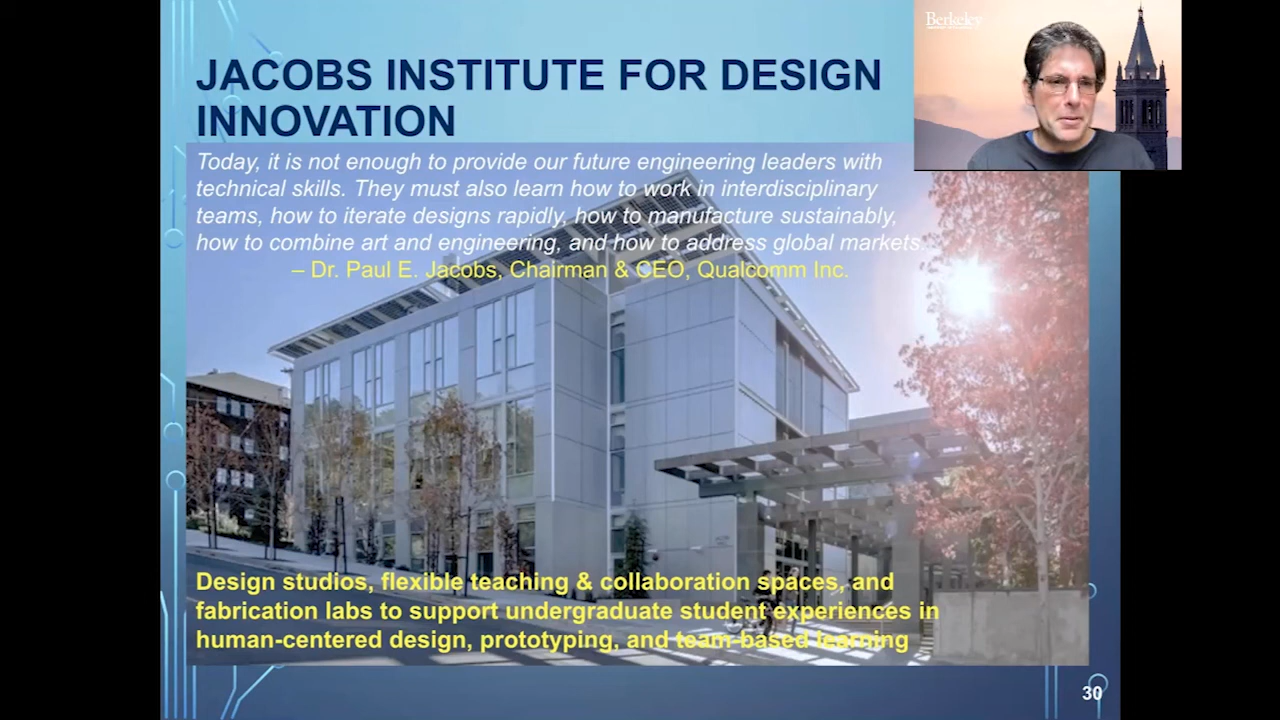 JACOBS INSTITUTE FOR DESIGN
INNOVATION
Berkeley
Today, it is not enough to provide our future engineering leaders with
technical skills. They must also learn how to work in interdisciplinary
teams, how to iterate designs rapidly, how to manufacture sustainably,
how to combine art and engineering, and how to address global markets.
– Dr. Paul E. Jacobs, Chairman & CEO, Qualcomm Inc.
Design studios, flexible teaching & collaboration spaces, and
fabrication labs to support undergraduate student experiences in
human-centered design, prototyping, and team-based learning
30